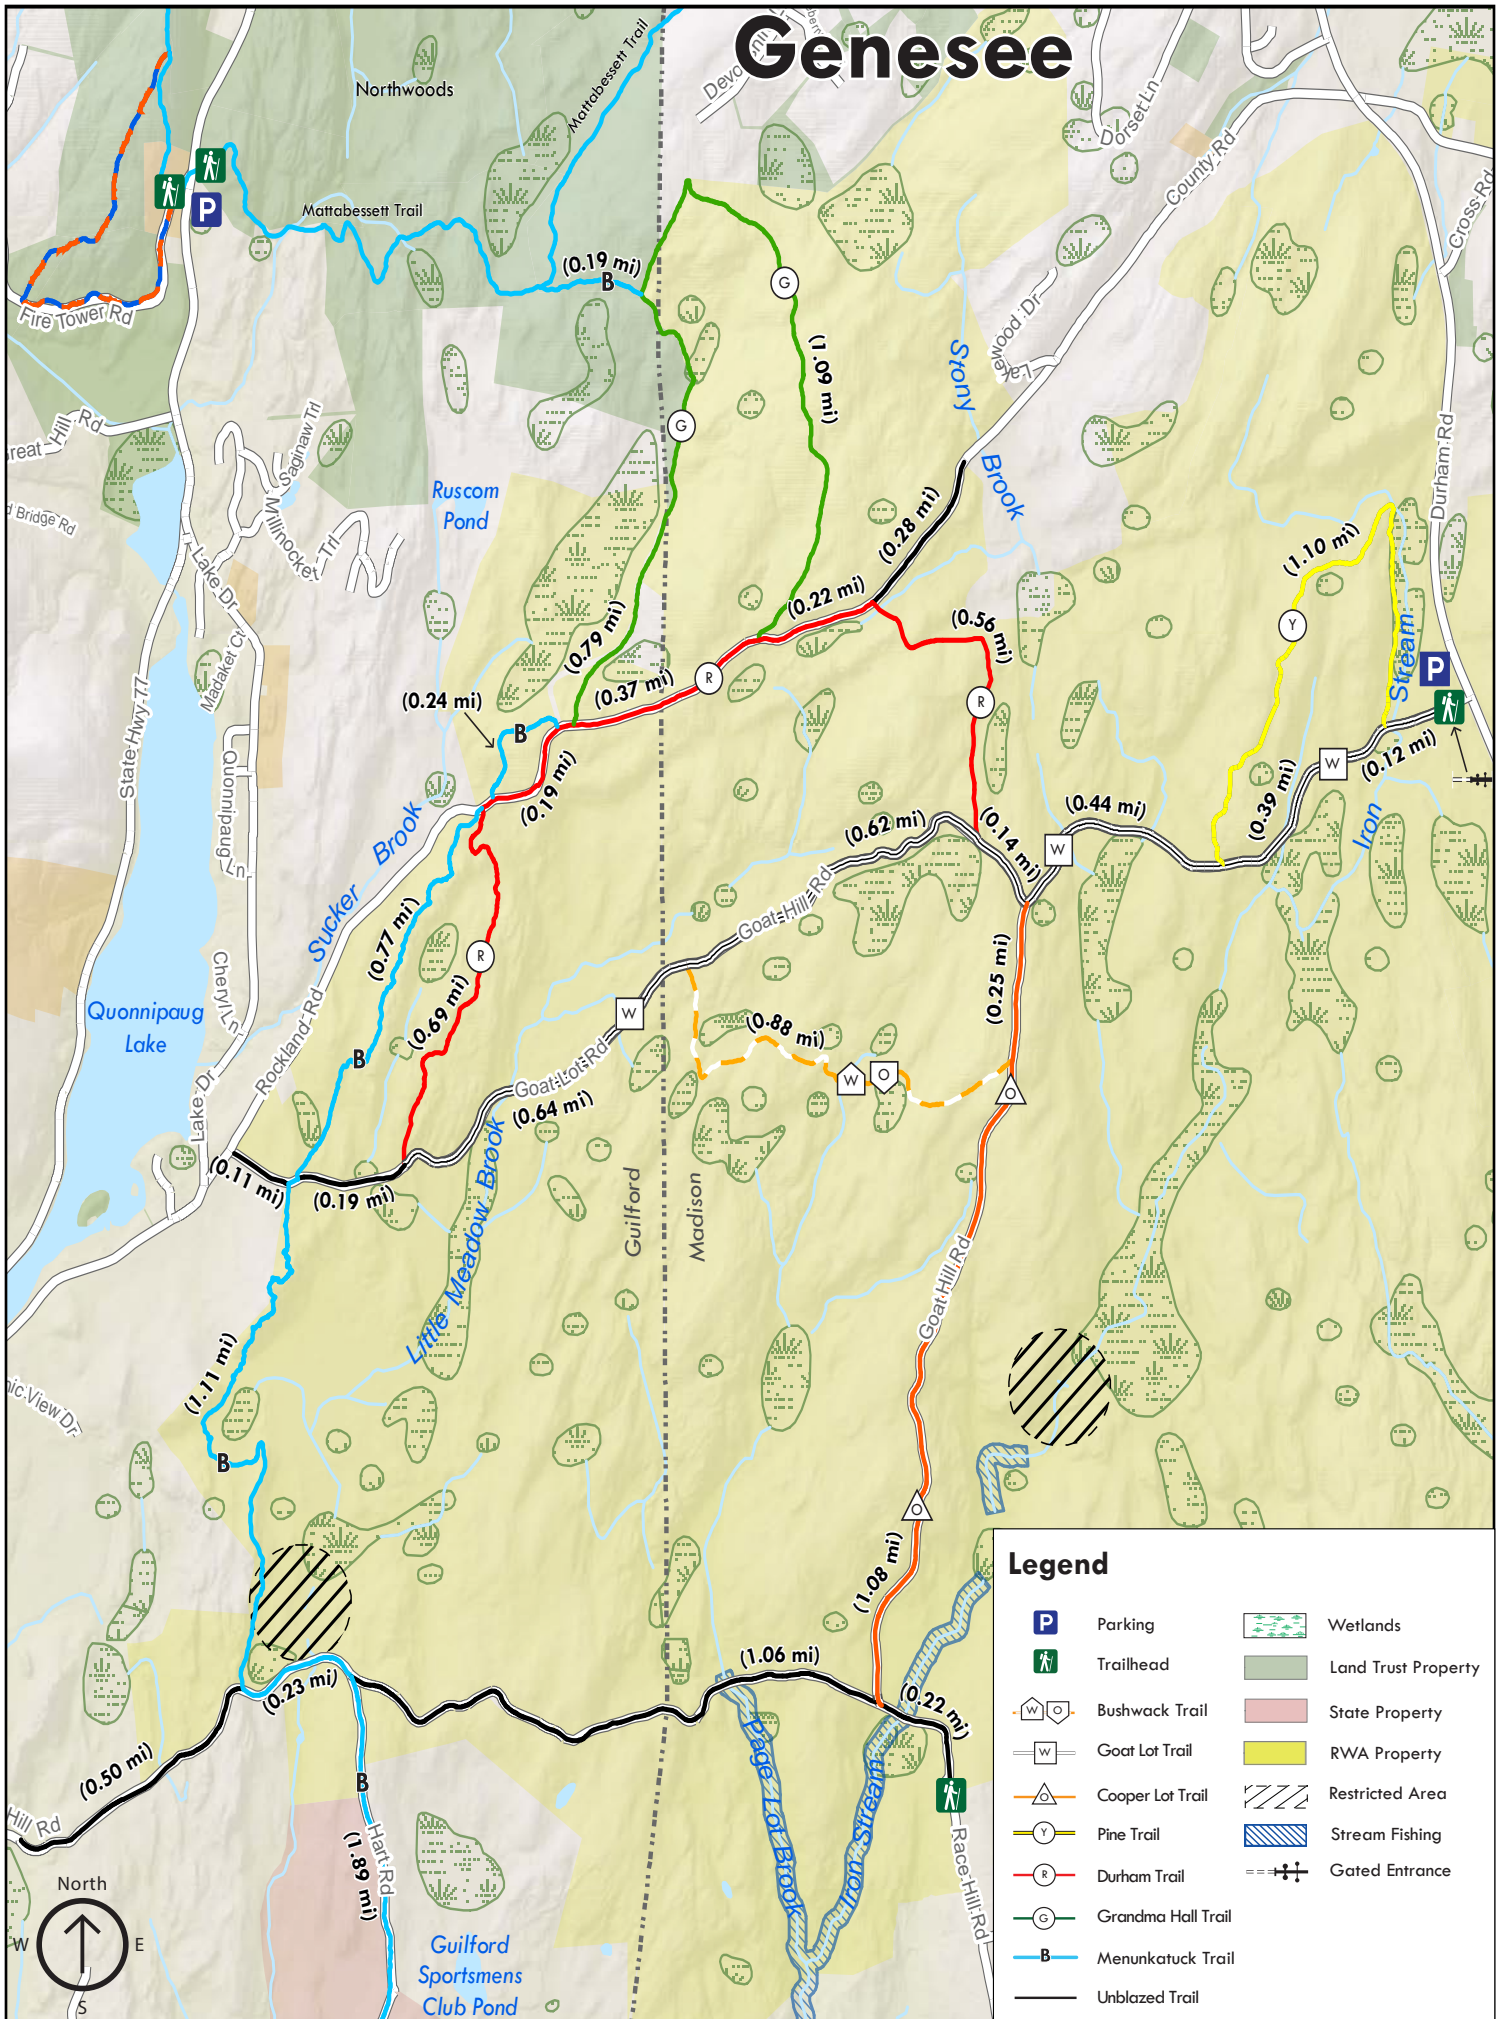 Genesee
Northwoods
Mattabessett Trail
Mattabessett Trail
(0.19 mi)
B
P
Fire Tower Rd
Dorset Ln
County Rd
Cross Rd
G
(1.09 mi)
Lakewood Dr
Stony
Brook
Hill Rd
Bridge Rd
Saginaw Trl
Millinocket Trl
Lake Dr
Madaket Ct
State Hwy 77
Quonnipaug Ln
Ruscom
Pond
G
(0.28 mi)
(0.22 mi)
(0.56 mi)
(0.79 mi)
(0.37 mi)
R
R
(0.24 mi)
B
(0.19 mi)
Durham Rd
(1.10 mi)
Y
Stream
P
W
(0.12 mi)
(0.39 mi)
Iron
(0.44 mi)
W
(0.14 mi)
(0.62 mi)
Goat Hill Rd
Sucker Brook
(0.77 mi)
R
(0.69 mi)
B
W
Goat Lot Rd
(0.64 mi)
(0.88 mi)
W
O
O
(0.25 mi)
Cheryl Ln
Quonnipaug
Lake
Rockland Rd
Lake Dr
(0.11 mi)
(0.19 mi)
Little Meadow Brook
Guilford
Madison
Goat Hill Rd
(1.11 mi)
B
View Dr
O
(1.08 mi)
(1.06 mi)
(0.22 mi)
(0.23 mi)
(0.50 mi)
Hill Rd
B
Hart Rd
(1.89 mi)
Page Lot Brook
Iron Stream
Race Hill Rd
Guilford
Sportsmens
Club Pond
North
W
E
S
Legend
P Parking
Trailhead
W O Bushwack Trail
W Goat Lot Trail
O Cooper Lot Trail
Y Pine Trail
R Durham Trail
G Grandma Hall Trail
B Menunkatuck Trail
Unblazed Trail
Wetlands
Land Trust Property
State Property
RWA Property
Restricted Area
Stream Fishing
Gated Entrance